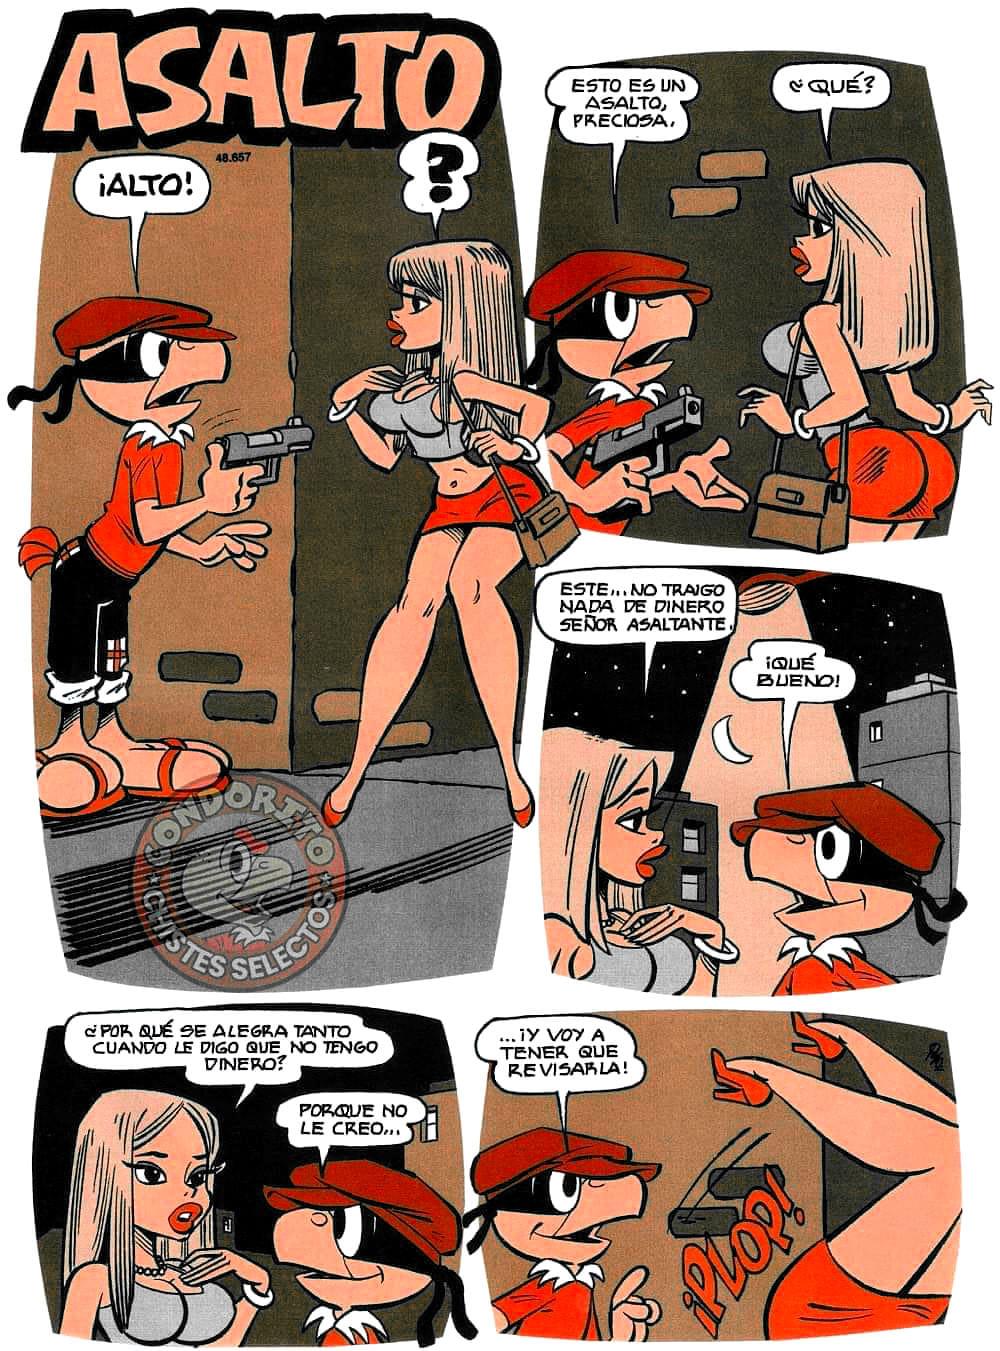 ASALTO
48.657
¡ALTO!
?
ESTO ES UN
ASALTO,
PRECIOSA.
¿QUÉ?
ESTE... NO TRAIGO
NADA DE DINERO
SEÑOR ASALTANTE.
¡QUÉ
BUENO!
CONDORITO
CHISTES SELECTOS
¿POR QUÉ SE ALEGRA TANTO
CUANDO LE DIGO QUE NO TENGO
DINERO?
PORQUE NO
LE CREO...
...¡Y VOY A
TENER QUE
REVISARLA!
¡PLOP!